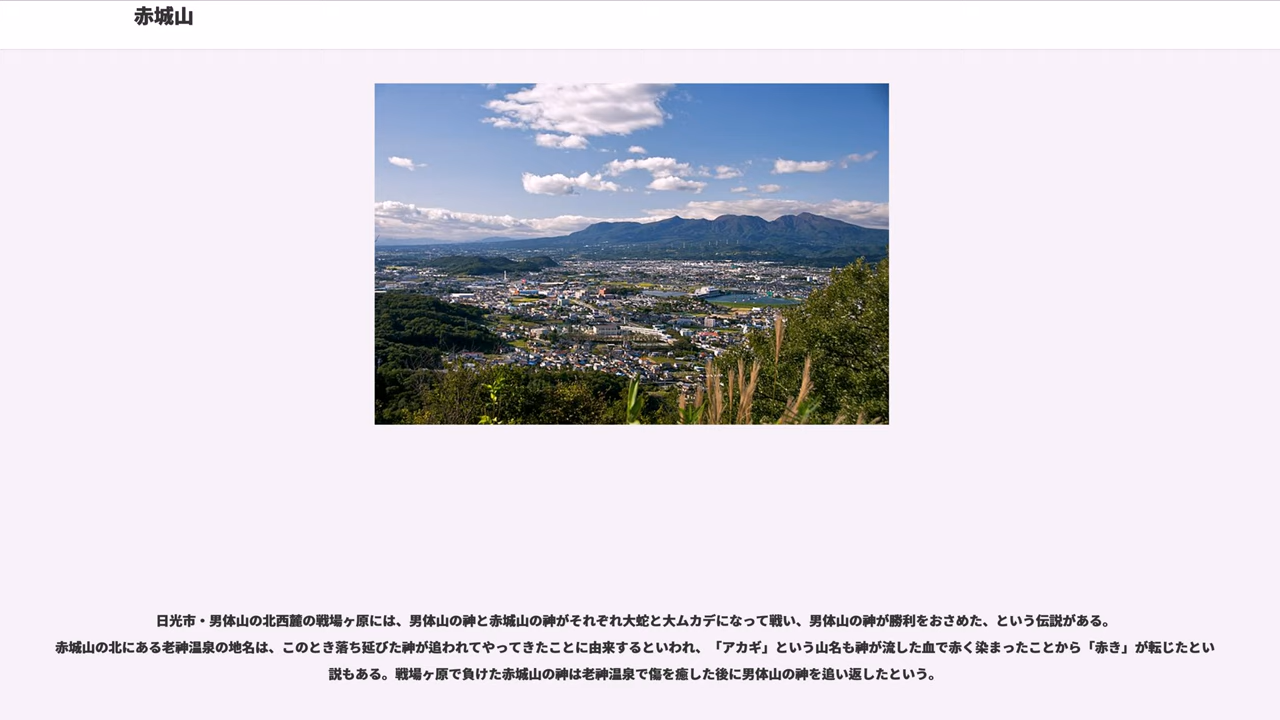 赤城山
日光市・男体山の北西麓の戦場ヶ原には、男体山の神と赤城山の神がそれぞれ大蛇と大ムカデになって戦い、男体山の神が勝利をおさめた、という伝説がある。
赤城山の北にある老神温泉の地名は、このとき落ち延びた神が追われてやってきたことに由来するといわれ、「アカギ」という山名も神が流した血で赤く染まったことから「赤き」が転じたとい
説もある。戦場ヶ原で負けた赤城山の神は老神温泉で傷を癒した後に男体山の神を追い返したという。